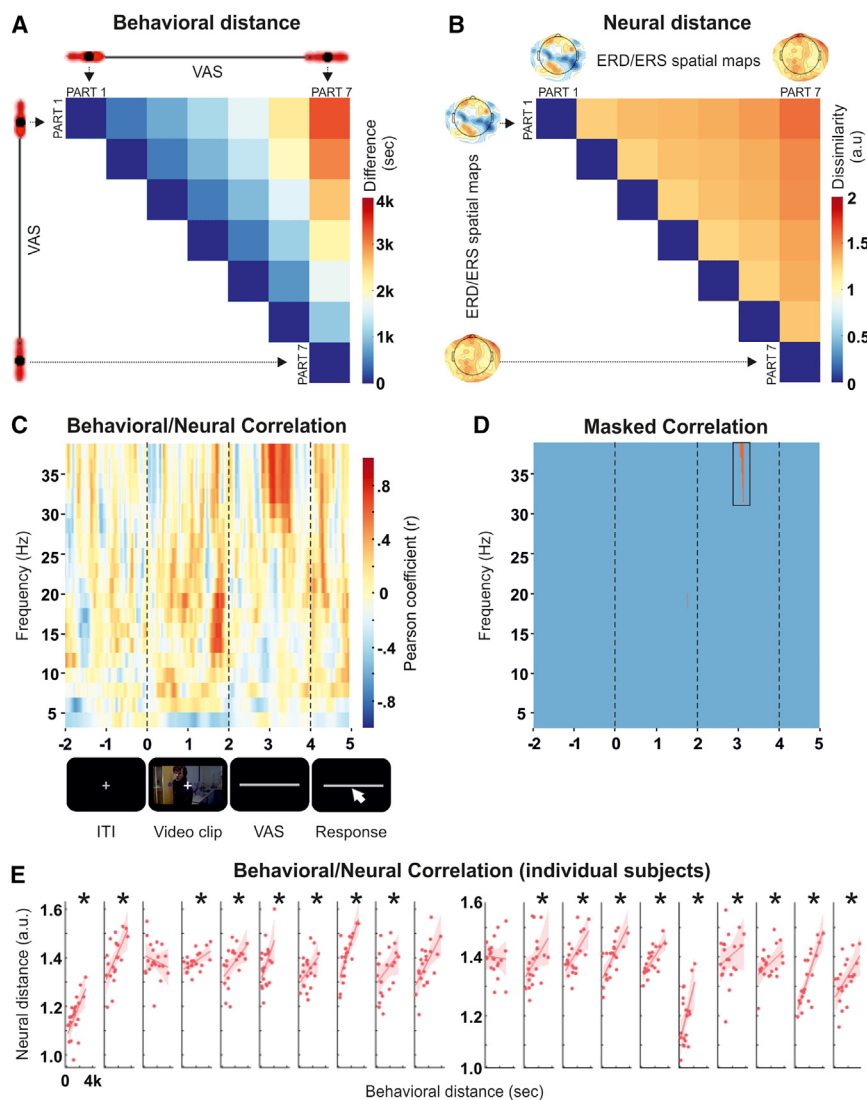 A
Behavioral distance
VAS
PART 1
PART 7
PART 1
VAS
PART 7
Difference
(sec)
4k
3k
2k
1k
0
B
Neural distance
ERD/ERS spatial maps
PART 1
PART 7
PART 1
ERD/ERS spatial maps
PART 7
Dissimilarity
(a.u)
2
1.5
1
0.5
0
C
Behavioral/Neural Correlation
Frequency (Hz)
35
30
25
20
15
10
5
-2 -1 0 1 2 3 4 5
.8
.4
0
-.4
-.8
Pearson coefficient (r)
ITI Video clip VAS Response
D
Masked Correlation
Frequency (Hz)
35
30
25
20
15
10
5
-2 -1 0 1 2 3 4 5
E
Behavioral/Neural Correlation (individual subjects)
* * * * * * * * * * * * * * * * *
Neural distance (a.u.)
1.6
1.4
1.2
1.0
0 4k
1.6
1.4
1.2
1.0
Behavioral distance (sec)